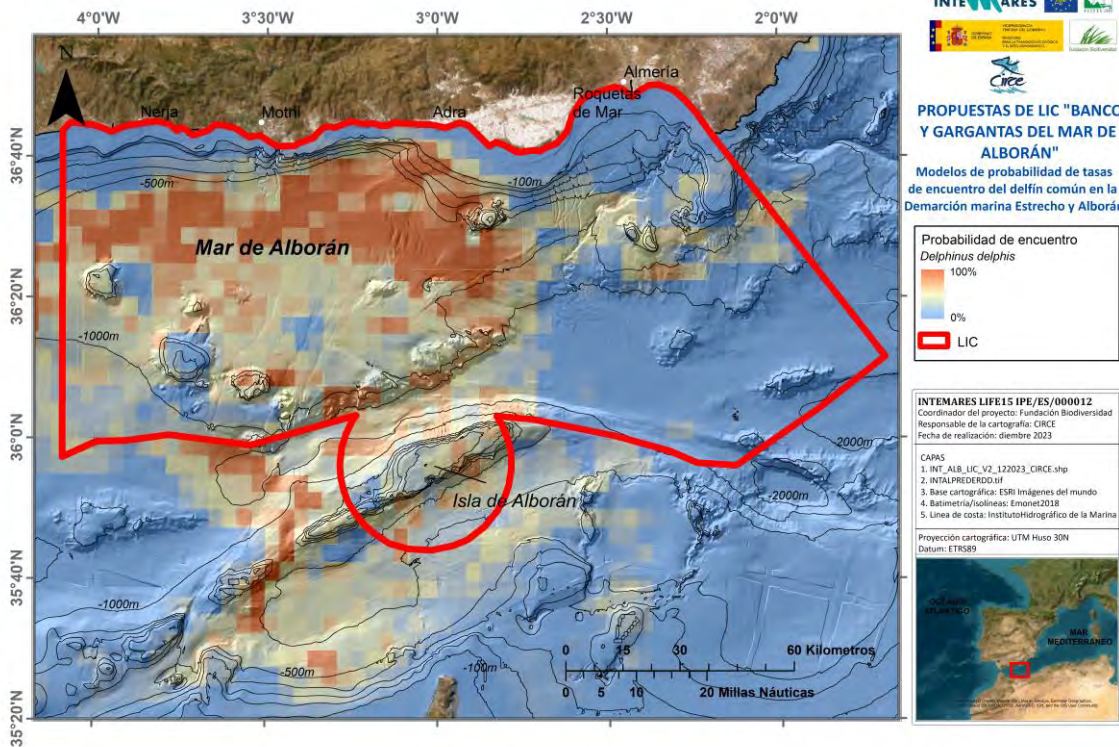 4°0'W
3°30'W
3°0'W
2°30'W
2°0'W
36°40'N
36°20'N
36°0'N
35°40'N
35°20'N
N
Nerja
Motril
Adra
Roquetas
de Mar
Almería
-500m
-100m
Mar de Alborán
-1000m
2000m
Isla de Alborán
-2000m
-1000m
-500m
-100m
0 15 30 60 Kilometros
0 5 10 20 Millas Náuticas
INTEMARES
Circe
PROPUESTAS DE LIC "BANCO
Y GARGANTAS DEL MAR DE
ALBORÁN"
Modelos de probabilidad de tasas
de encuentro del delfín común en la
Demarción marina Estrecho y Alborán
Probabilidad de encuentro
Delphinus delphis
100%
0%
LIC
INTEMARES LIFE15 IPE/ES/000012
Coordinador del proyecto: Fundación Biodiversidad
Responsable de la cartografía: CIRCE
Fecha de realización: diciembre 2023
CAPAS
1. INT_ALB_LIC_V2_122023_CIRCE.shp
2. INTALPREDERDD.tif
3. Base cartográfica: ESRI Imágenes del mundo
4. Batimetría/isolineas: Emonet2018
5. Linea de costa: InstitutoHidrográfico de la Marina
Proyección cartográfica: UTM Huso 30N
Datum: ETRS89
OCÉANO
ATLÁNTICO
MAR
MEDITERRÁNEO